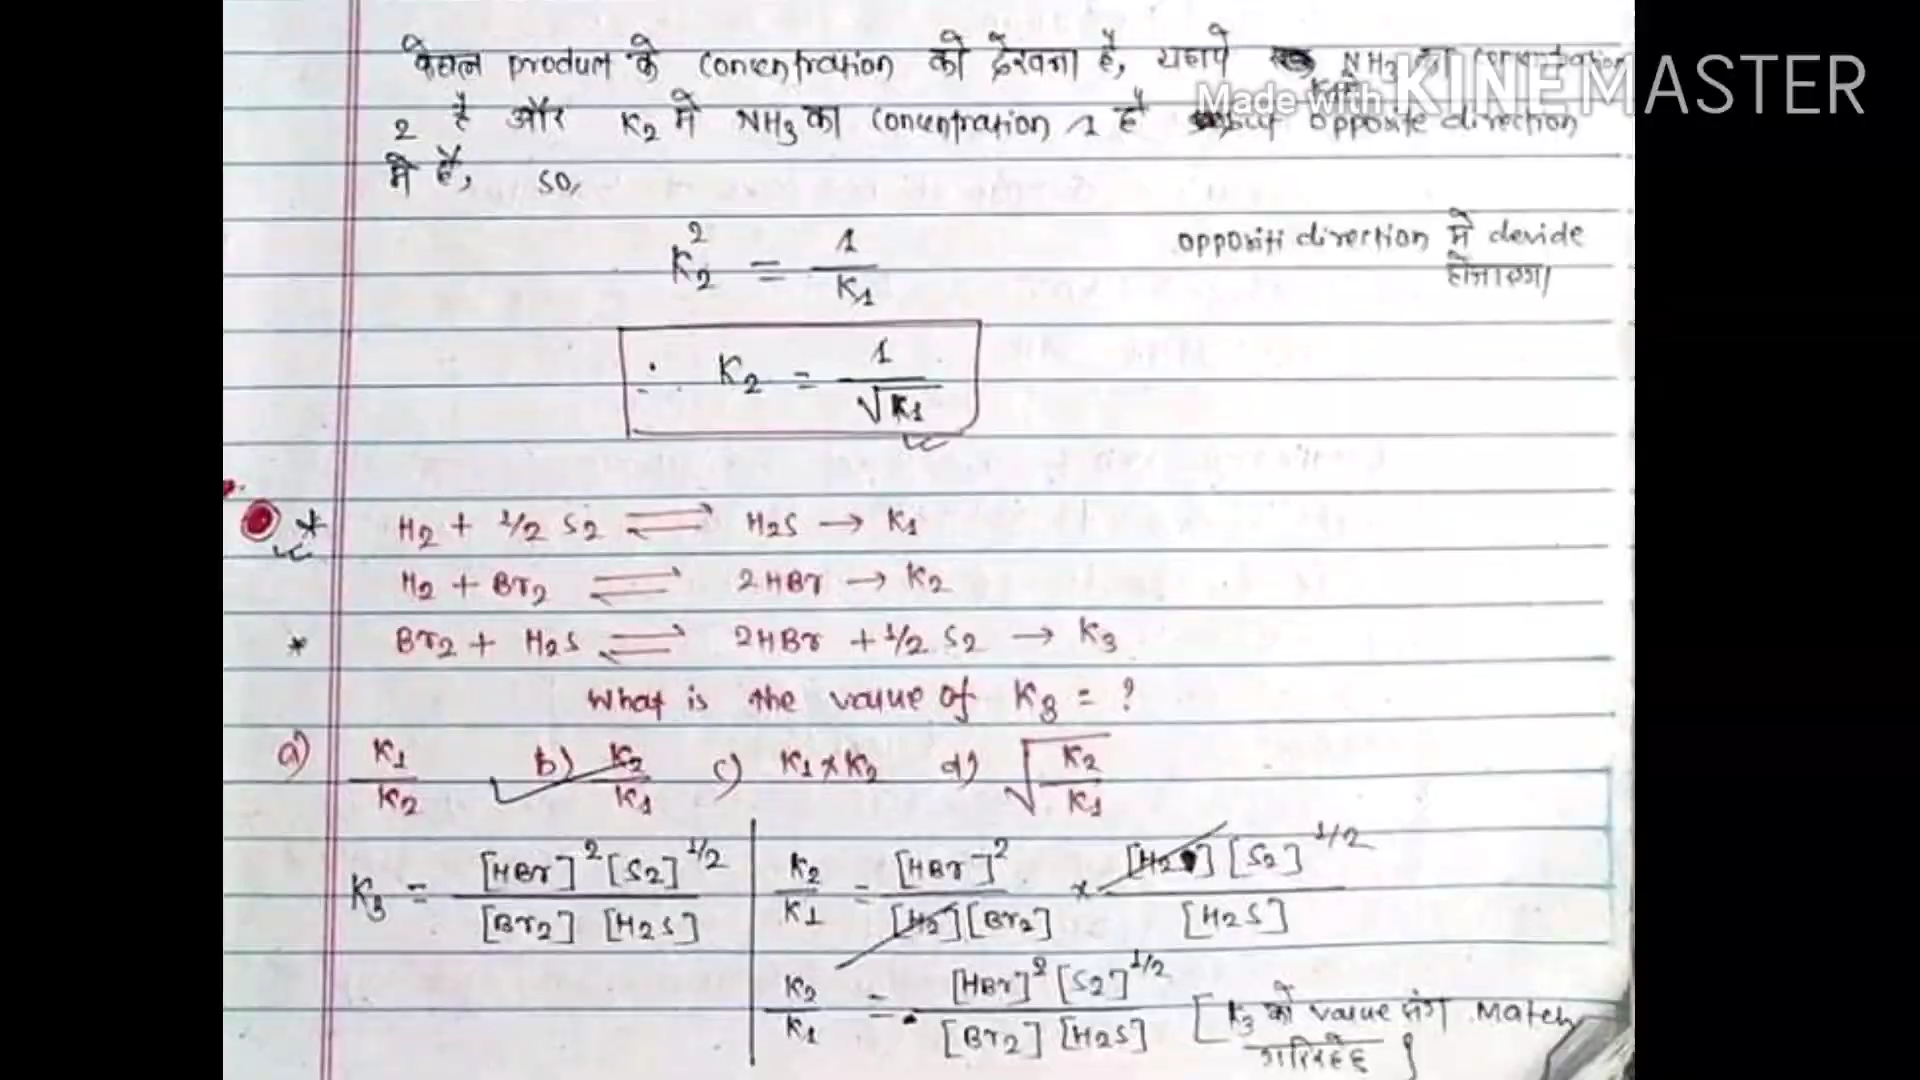 केवल product के concentration को देखना है, यहापे NH3 का concentration
Made with KINEMASTER
2 है और K2 मे NH3 का concentration 1 है but opposite direction
मे है, so,
K2² = 1/K1
opposite direction मे devide
होजाएगा
∴ K2 = 1/√K1
* H2 + 1/2 S2 ⇌ H2S → K1
H2 + Br2 ⇌ 2HBr → K2
* Br2 + H2S ⇌ 2HBr + 1/2 S2 → K3
What is the value of K3 = ?
a) K1/K2 b) K2/K1 c) K1 × K2 d) √K2/K1
K3 = [HBr]² [S2]^1/2 / [Br2] [H2S]
K2/K1 = [HBr]² / [H2][Br2] × [H2] [S2]^1/2 / [H2S]
K2/K1 = [HBr]² [S2]^1/2 / [Br2] [H2S] [K3 को value संग Match